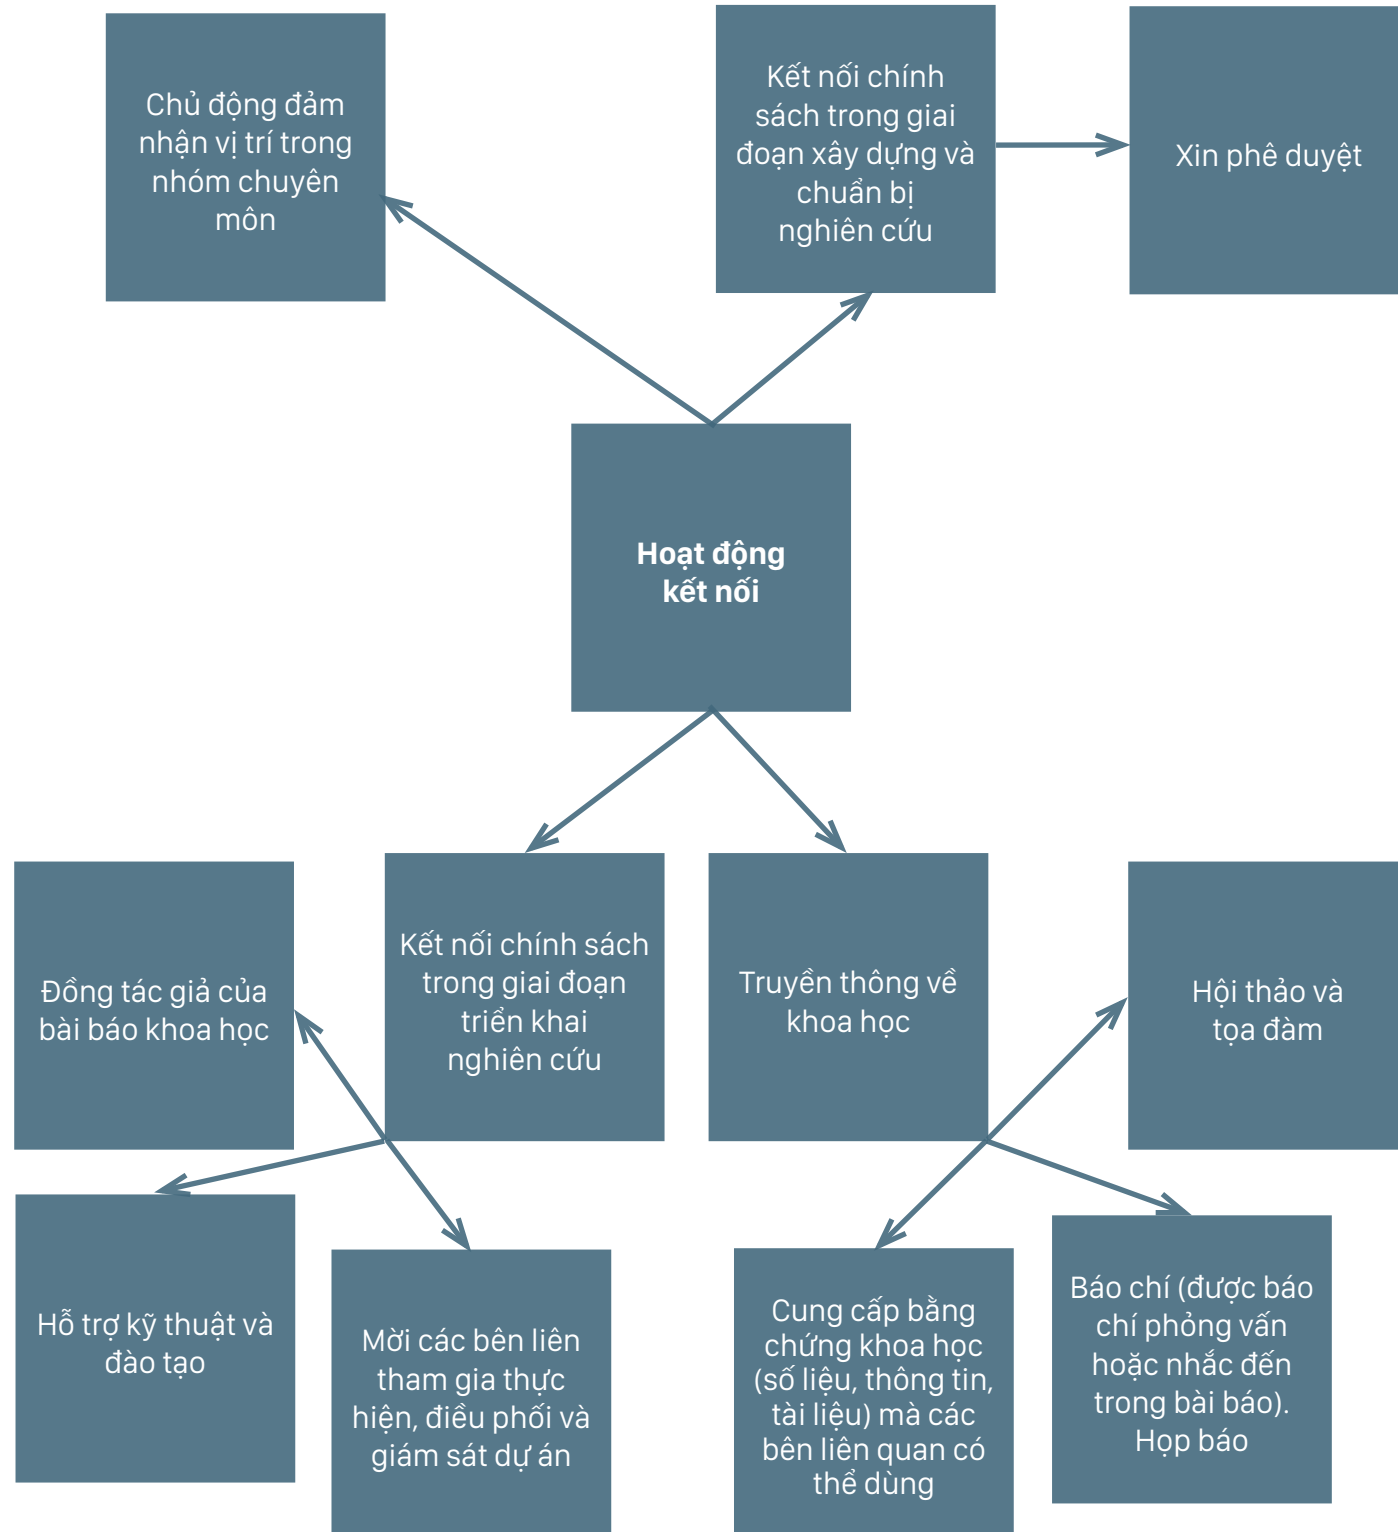 Chủ động đảm
nhận vị trí trong
nhóm chuyên
môn
Kết nối chính
sách trong giai
đoạn xây dựng và
chuẩn bị
nghiên cứu
Xin phê duyệt
Hoạt động
kết nối
Đồng tác giả của
bài báo khoa học
Kết nối chính sách
trong giai đoạn
triển khai
nghiên cứu
Truyền thông về
khoa học
Hội thảo và
tọa đàm
Hỗ trợ kỹ thuật và
đào tạo
Mời các bên liên
tham gia thực
hiện, điều phối và
giám sát dự án
Cung cấp bằng
chứng khoa học
(số liệu, thông tin,
tài liệu) mà các
bên liên quan có
thể dùng
Báo chí (được báo
chí phỏng vấn
hoặc nhắc đến
trong bài báo).
Họp báo